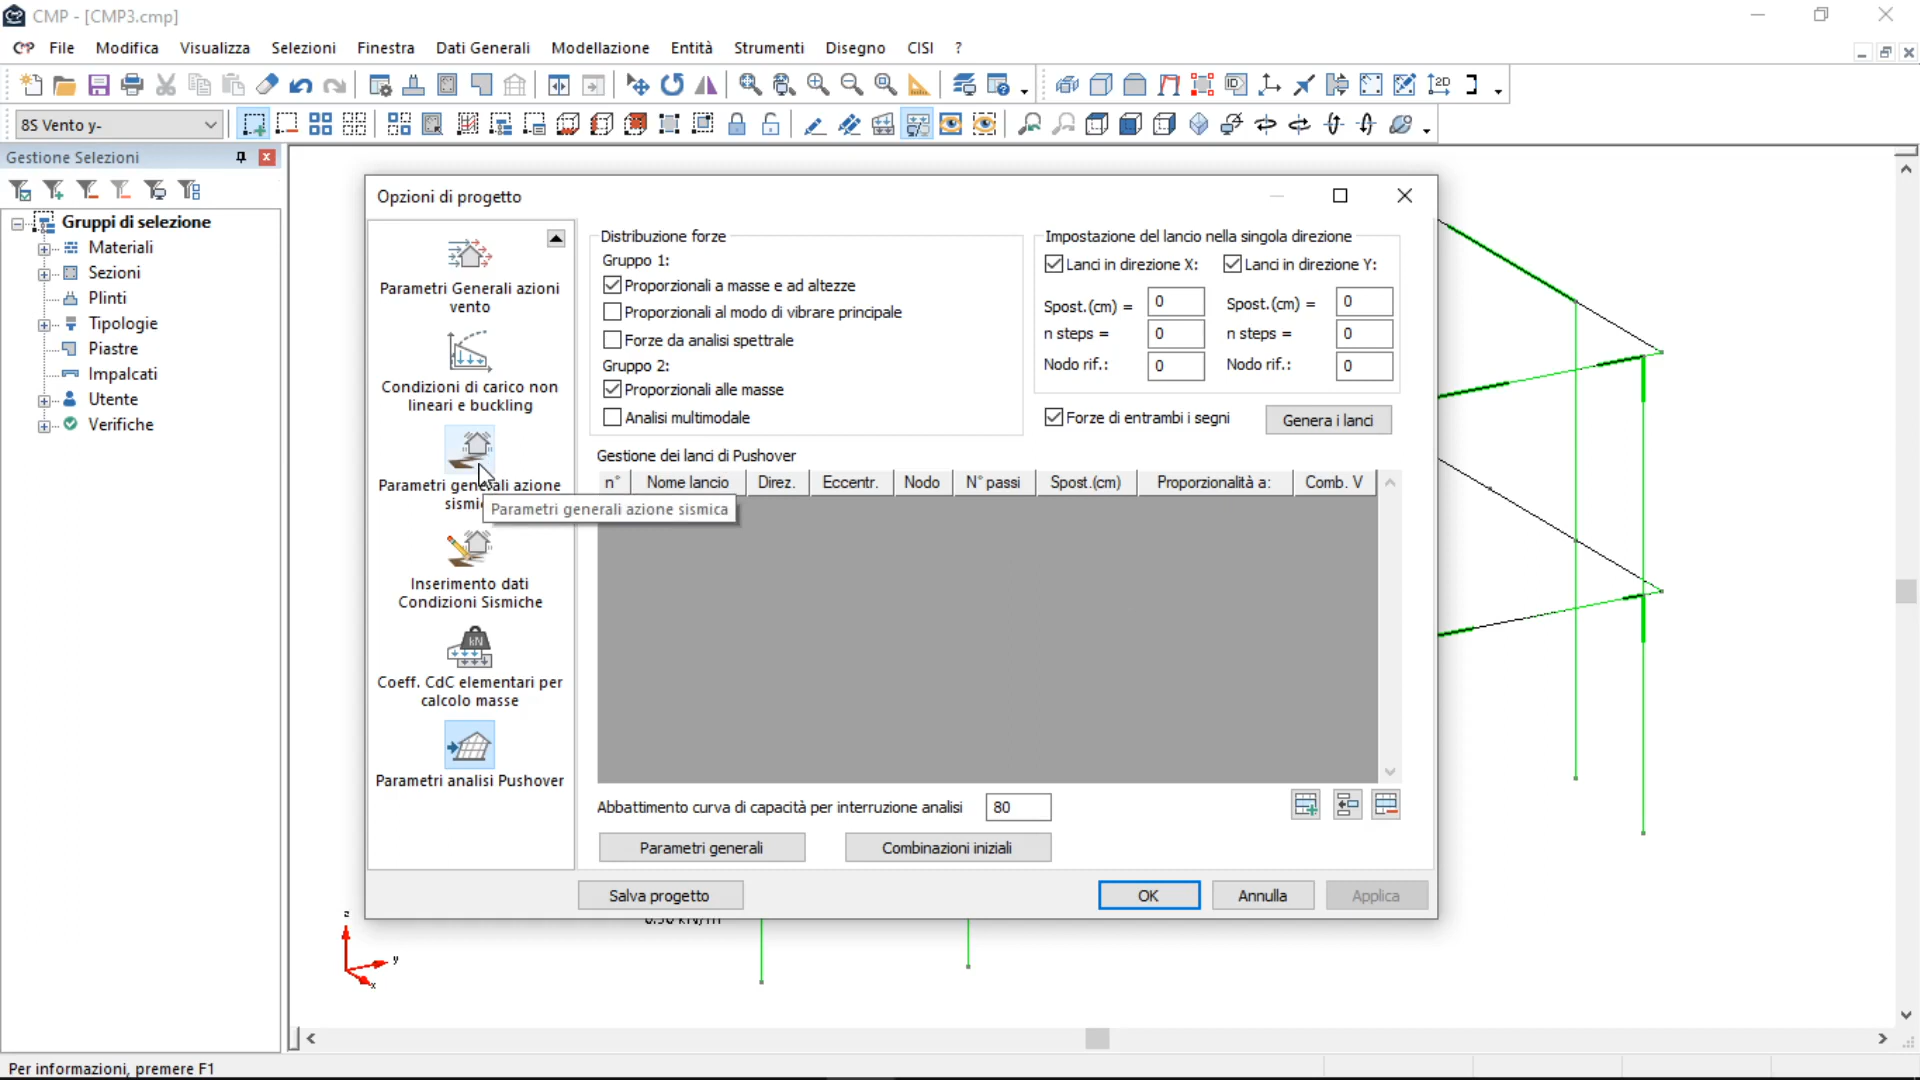 CMP - [CMP3.cmp]
CMP File Modifica Visualizza Selezioni Finestra Dati Generali Modellazione Entità Strumenti Disegno CISI ?
2D
8S Vento y-
Gestione Selezioni
Gruppi di selezione
Materiali
Sezioni
Plinti
Tipologie
Piastre
Impalcati
Utente
Verifiche
Opzioni di progetto
Parametri Generali azioni
vento
Condizioni di carico non
lineari e buckling
Parametri generali azione
sismi
Parametri generali azione sismica
Inserimento dati
Condizioni Sismiche
kN
Coeff. CdC elementari per
calcolo masse
Parametri analisi Pushover
Distribuzione forze
Gruppo 1:
Proporzionali a masse e ad altezze
Proporzionali al modo di vibrare principale
Forze da analisi spettrale
Gruppo 2:
Proporzionali alle masse
Analisi multimodale
Impostazione del lancio nella singola direzione
Lanci in direzione X: Lanci in direzione Y:
Spost.(cm) = 0 Spost.(cm) = 0
n steps = 0 n steps = 0
Nodo rif.: 0 Nodo rif.: 0
Forze di entrambi i segni Genera i lanci
Gestione dei lanci di Pushover
n° Nome lancio Direz. Eccentr. Nodo N° passi Spost.(cm) Proporzionalità a: Comb. V
Abbattimento curva di capacità per interruzione analisi 80
Parametri generali Combinazioni iniziali
Salva progetto OK Annulla Applica
z
y
x
Per informazioni, premere F1